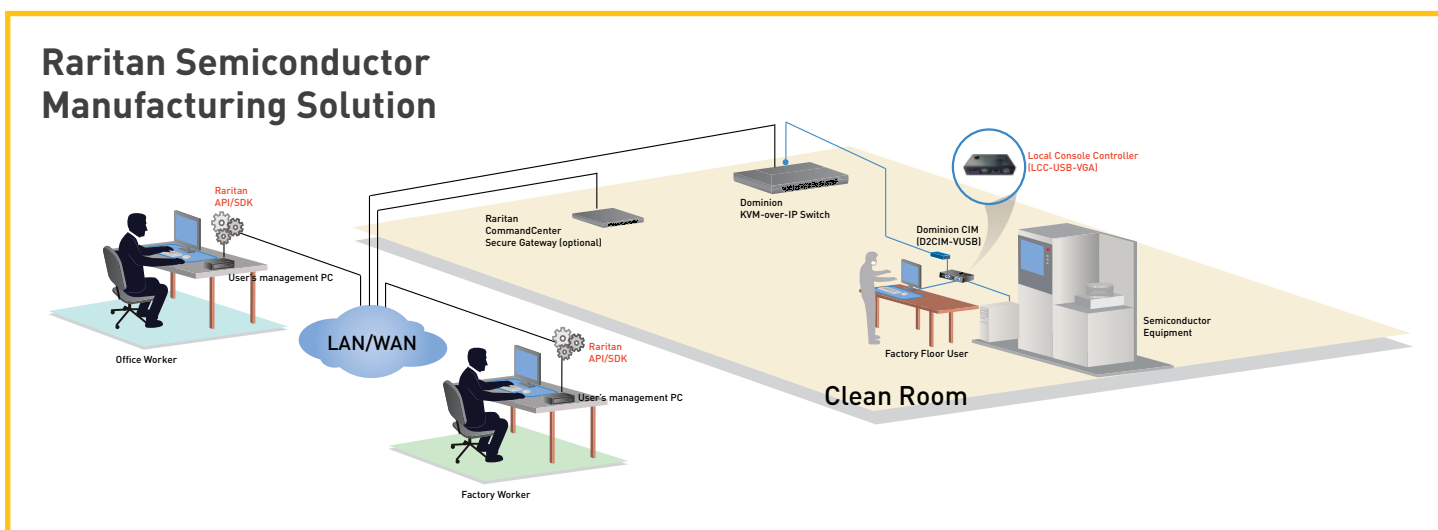 Raritan Semiconductor
Manufacturing Solution
Raritan
API/SDK
User's management PC
Office Worker
LAN/WAN
Raritan
API/SDK
User's management PC
Factory Worker
Raritan
CommandCenter
Secure Gateway (optional)
Dominion
KVM-over-IP Switch
Local Console Controller
(LCC-USB-VGA)
Dominion CIM
(D2CIM-VUSB)
Factory Floor User
Semiconductor
Equipment
Clean Room